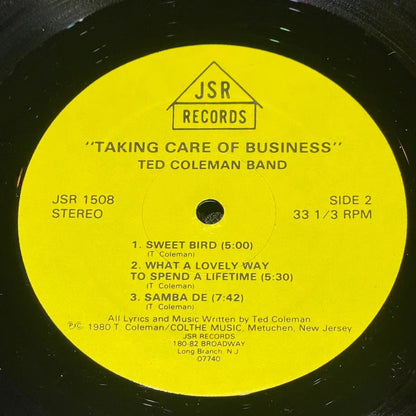 JSR
RECORDS
"TAKING CARE OF BUSINESS"
TED COLEMAN BAND
JSR 1508
STEREO
SIDE 2
33 1/3 RPM
1. SWEET BIRD (5:00)
(T Coleman)
2. WHAT A LOVELY WAY
TO SPEND A LIFETIME (5:30)
(T Coleman)
3. SAMBA DE (7:42)
(T Coleman)
All Lyrics and Music Written by Ted Coleman.
℗© 1980 T. Coleman/COLTHE MUSIC, Metuchen, New Jersey.
JSR RECORDS
180-82 BROADWAY
Long Branch, N J
07740